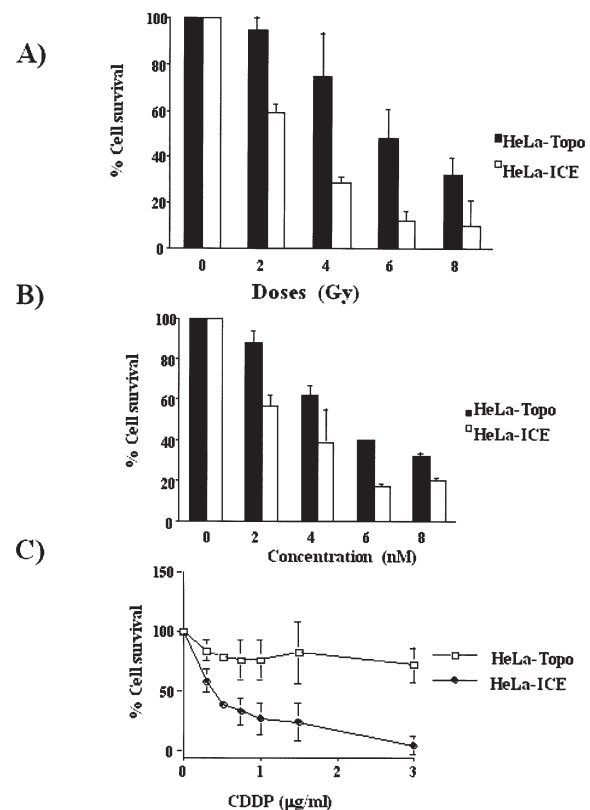 A)
% Cell survival
100
80
60
40
20
0
0 2 4 6 8
Doses (Gy)
HeLa-Topo
HeLa-ICE
B)
% Cell survival
100
80
60
40
20
0
0 2 4 6 8
Concentration (nM)
HeLa-Topo
HeLa-ICE
C)
% Cell survival
150
100
50
0
0 1 2 3
CDDP (µg/ml)
HeLa-Topo
HeLa-ICE